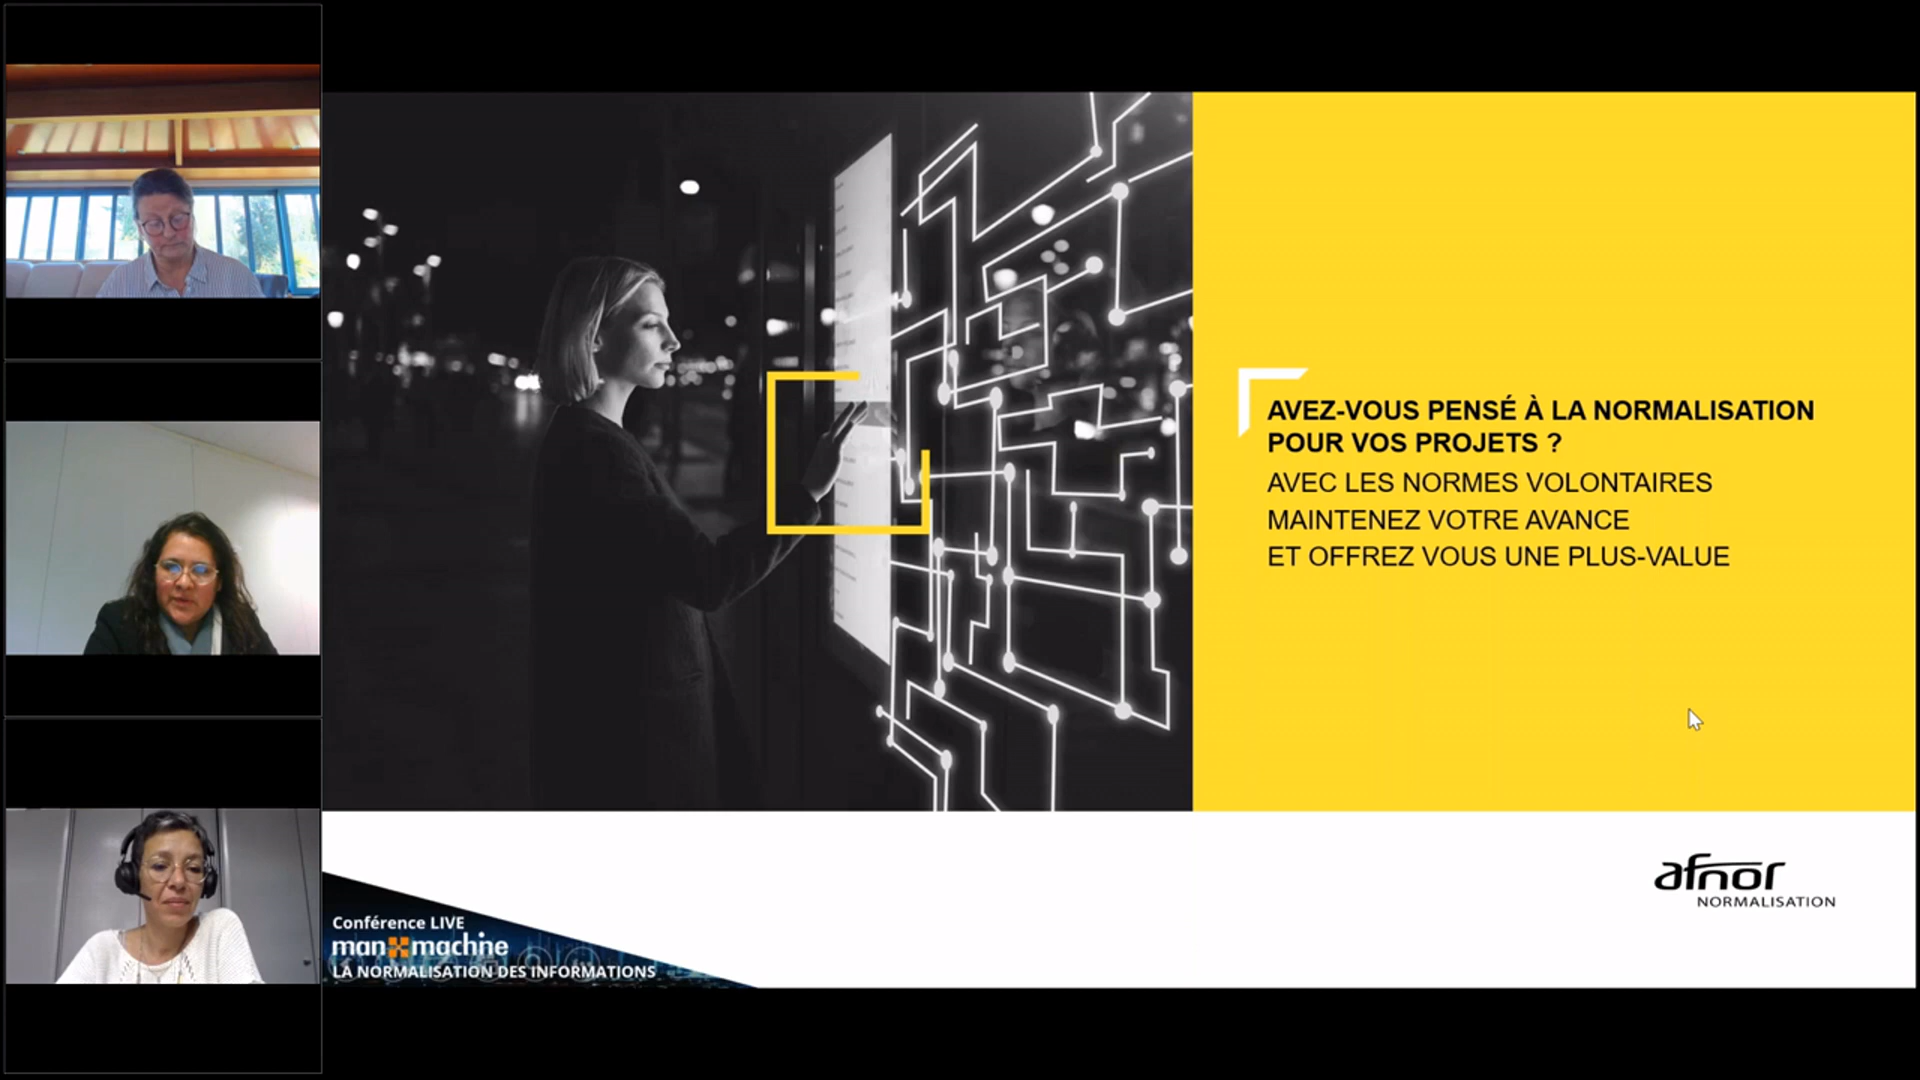 AVEZ-VOUS PENSÉ À LA NORMALISATION
POUR VOS PROJETS ?
AVEC LES NORMES VOLONTAIRES
MAINTENEZ VOTRE AVANCE
ET OFFREZ VOUS UNE PLUS-VALUE
afnor
NORMALISATION
Conférence LIVE
man machine
LA NORMALISATION DES INFORMATIONS